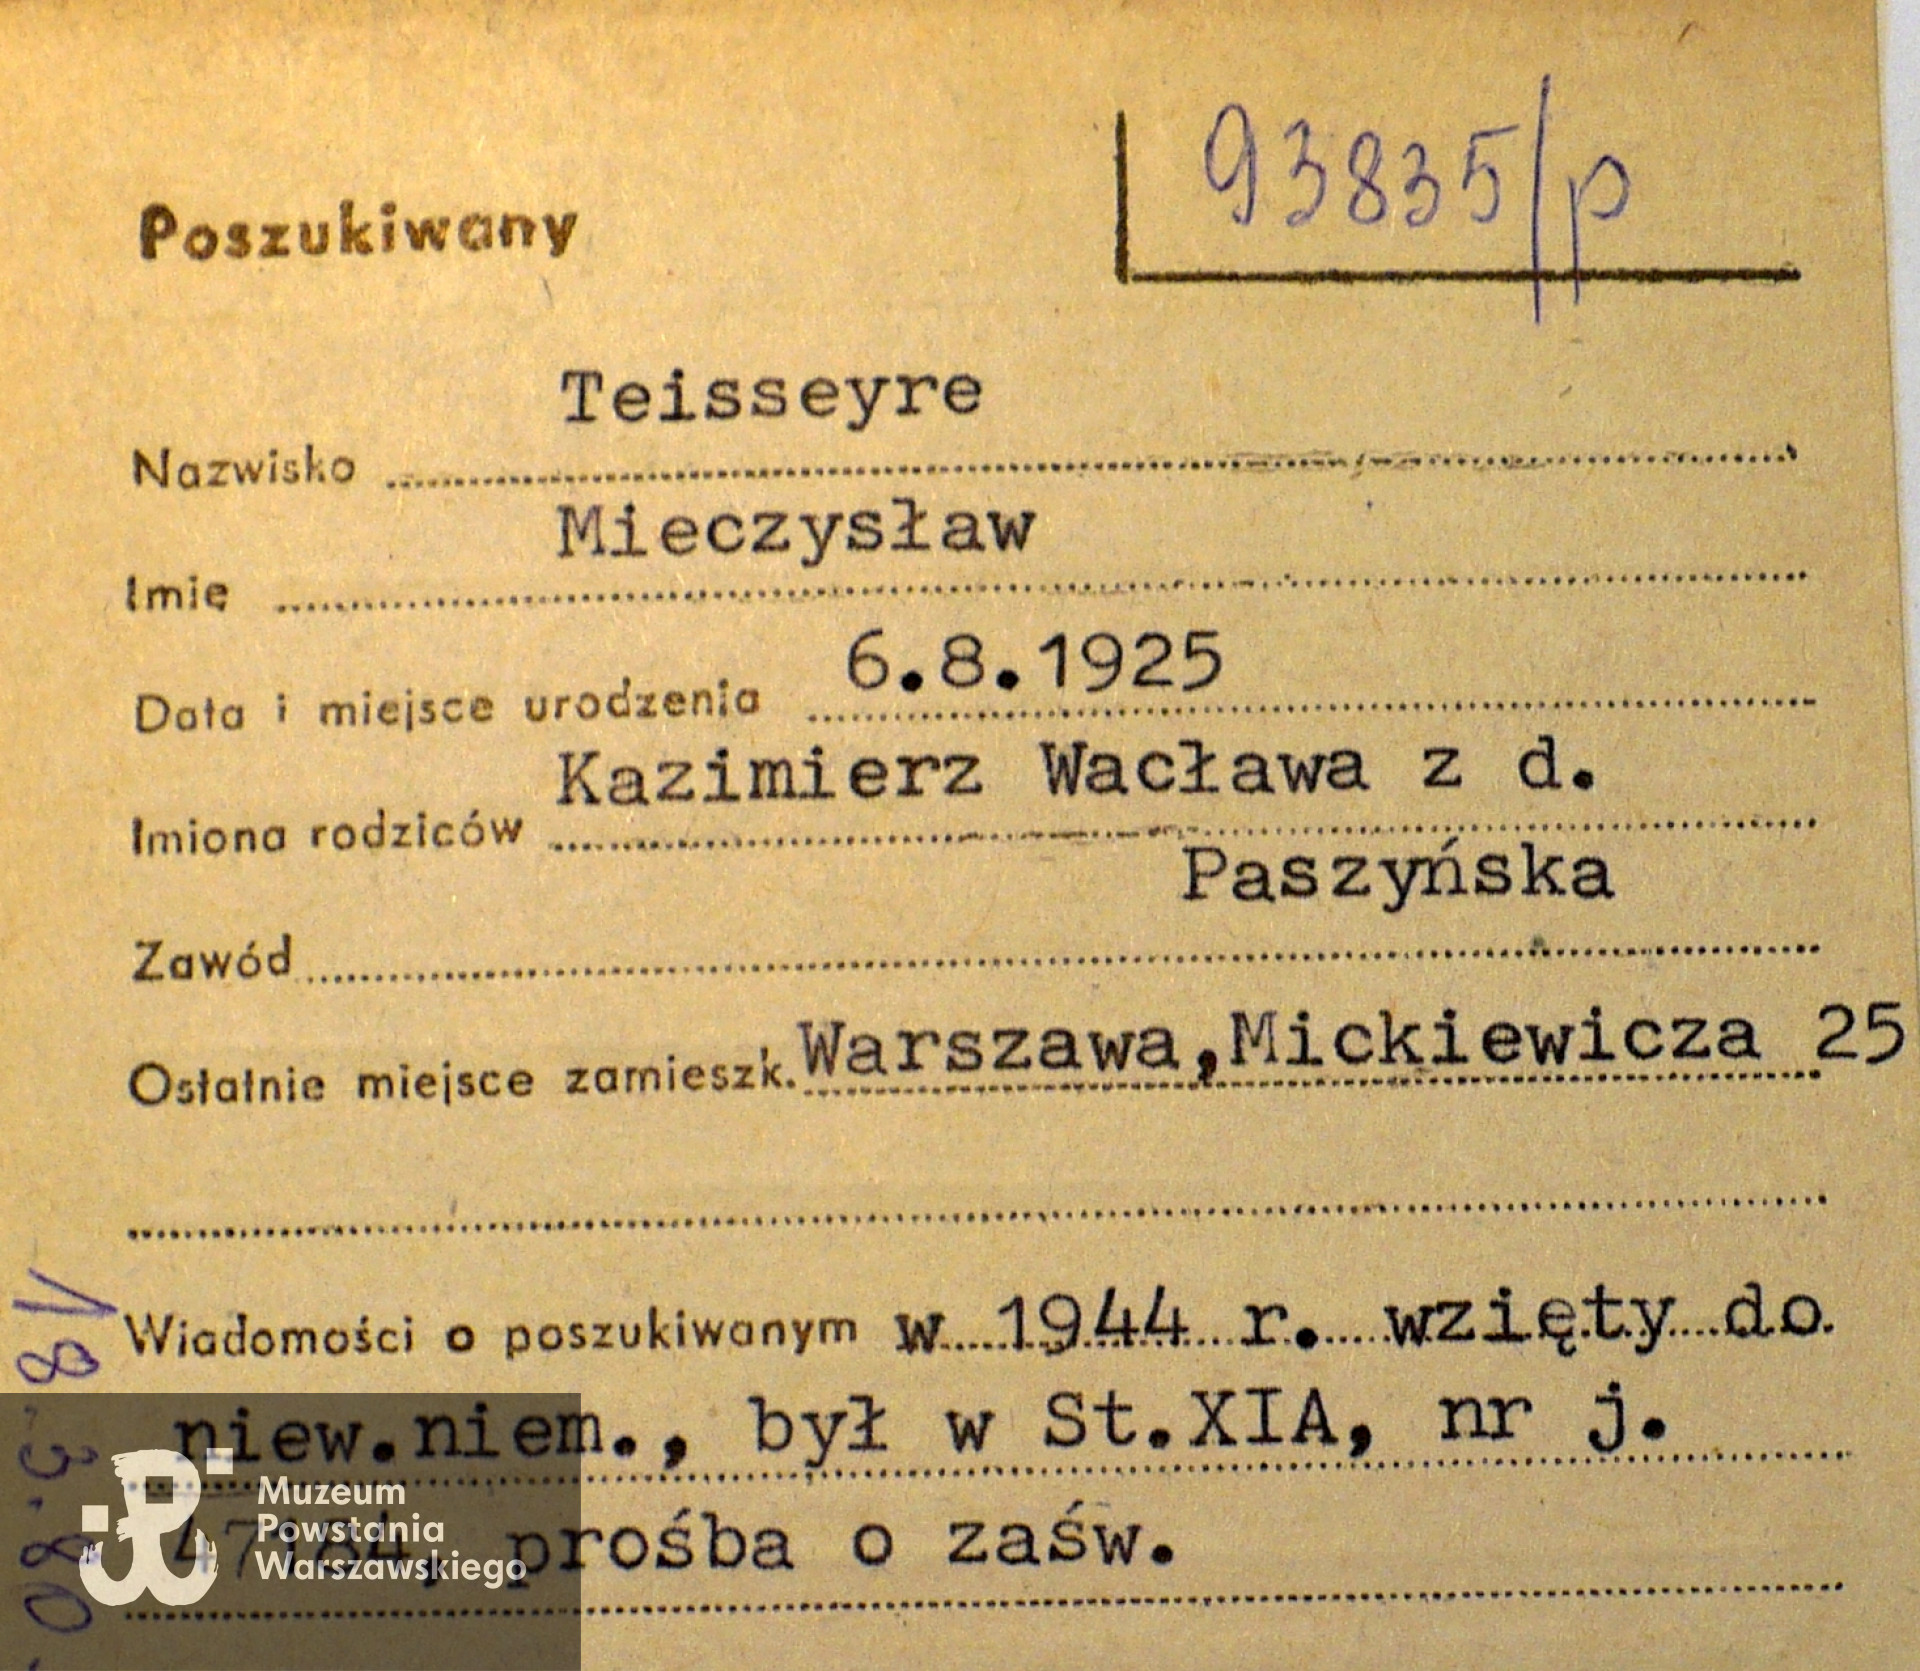 93835/p
Poszukiwany
Teisseyre
Nazwisko
Mieczysław
Imię
6.8.1925
Data i miejsce urodzenia
Kazimierz Wacława z d.
Imiona rodziców
Paszyńska
Zawód
Ostatnie miejsce zamieszk. Warszawa,Mickiewicza 25
Wiadomości o poszukiwanym w 1944 r. wzięty do
niew.niem., był w St.XIA, nr j.
47184, prośba o zaśw.
Muzeum
Powstania
Warszawskiego